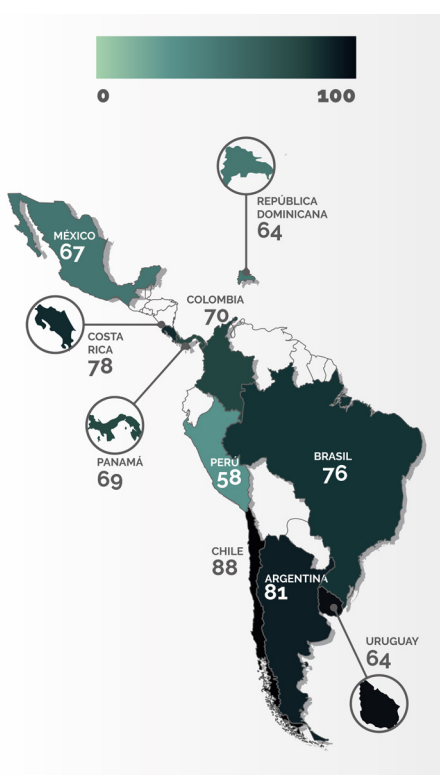 0
100
REPÚBLICA
DOMINICANA
64
MÉXICO
67
COLOMBIA
70
COSTA
RICA
78
PANAMÁ
69
PERÚ
58
BRASIL
76
CHILE
88
ARGENTINA
81
URUGUAY
64